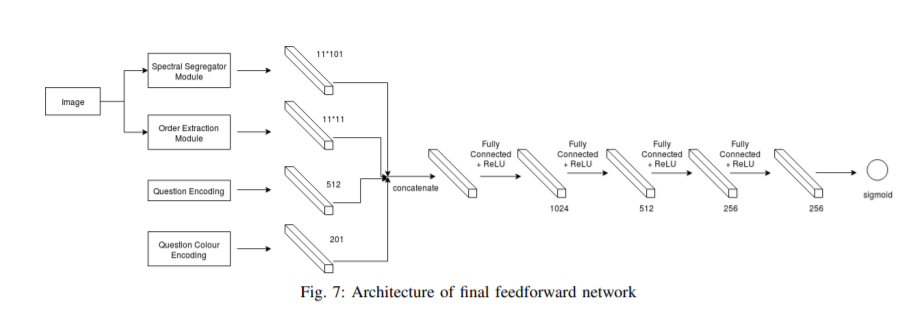 Image
Spectral Segregator
Module
11*101
Order Extraction
Module
11*11
Question Encoding
512
Question Colour
Encoding
201
concatenate
Fully
Connected
+ ReLU
1024
Fully
Connected
+ ReLU
512
Fully
Connected
+ ReLU
256
Fully
Connected
+ ReLU
256
sigmoid
Fig. 7: Architecture of final feedforward network